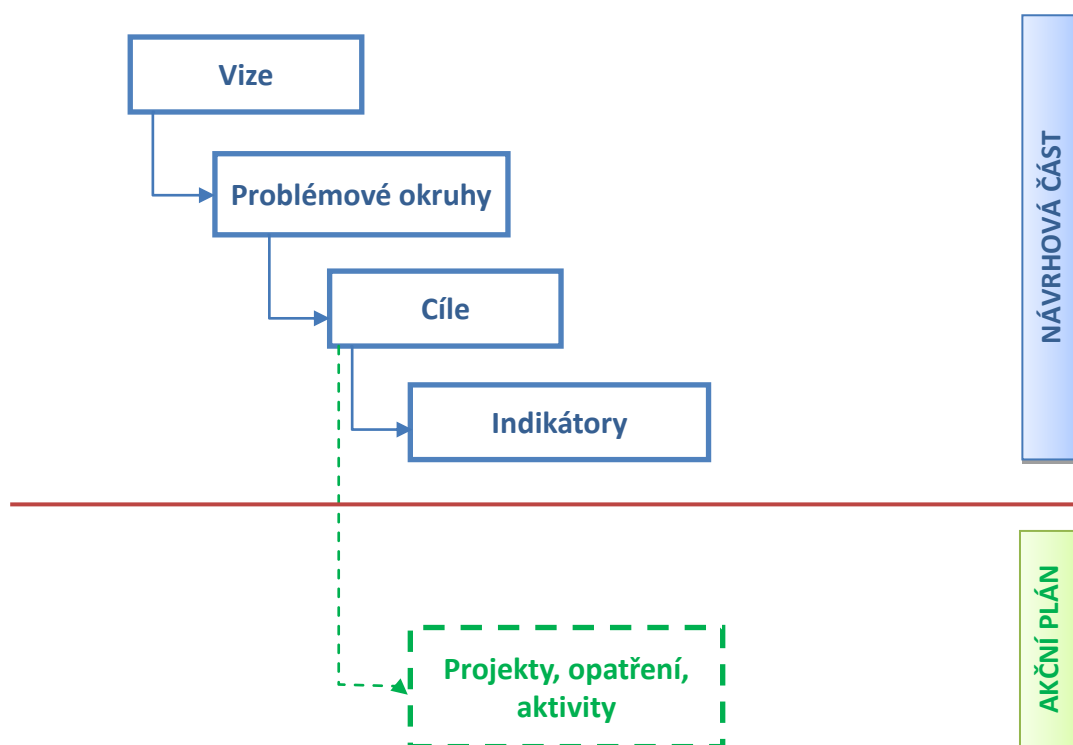 Vize
Problémové okruhy
Cíle
Indikátory
NÁVRHOVÁ ČÁST
Projekty, opatření,
aktivity
AKČNÍ PLÁN